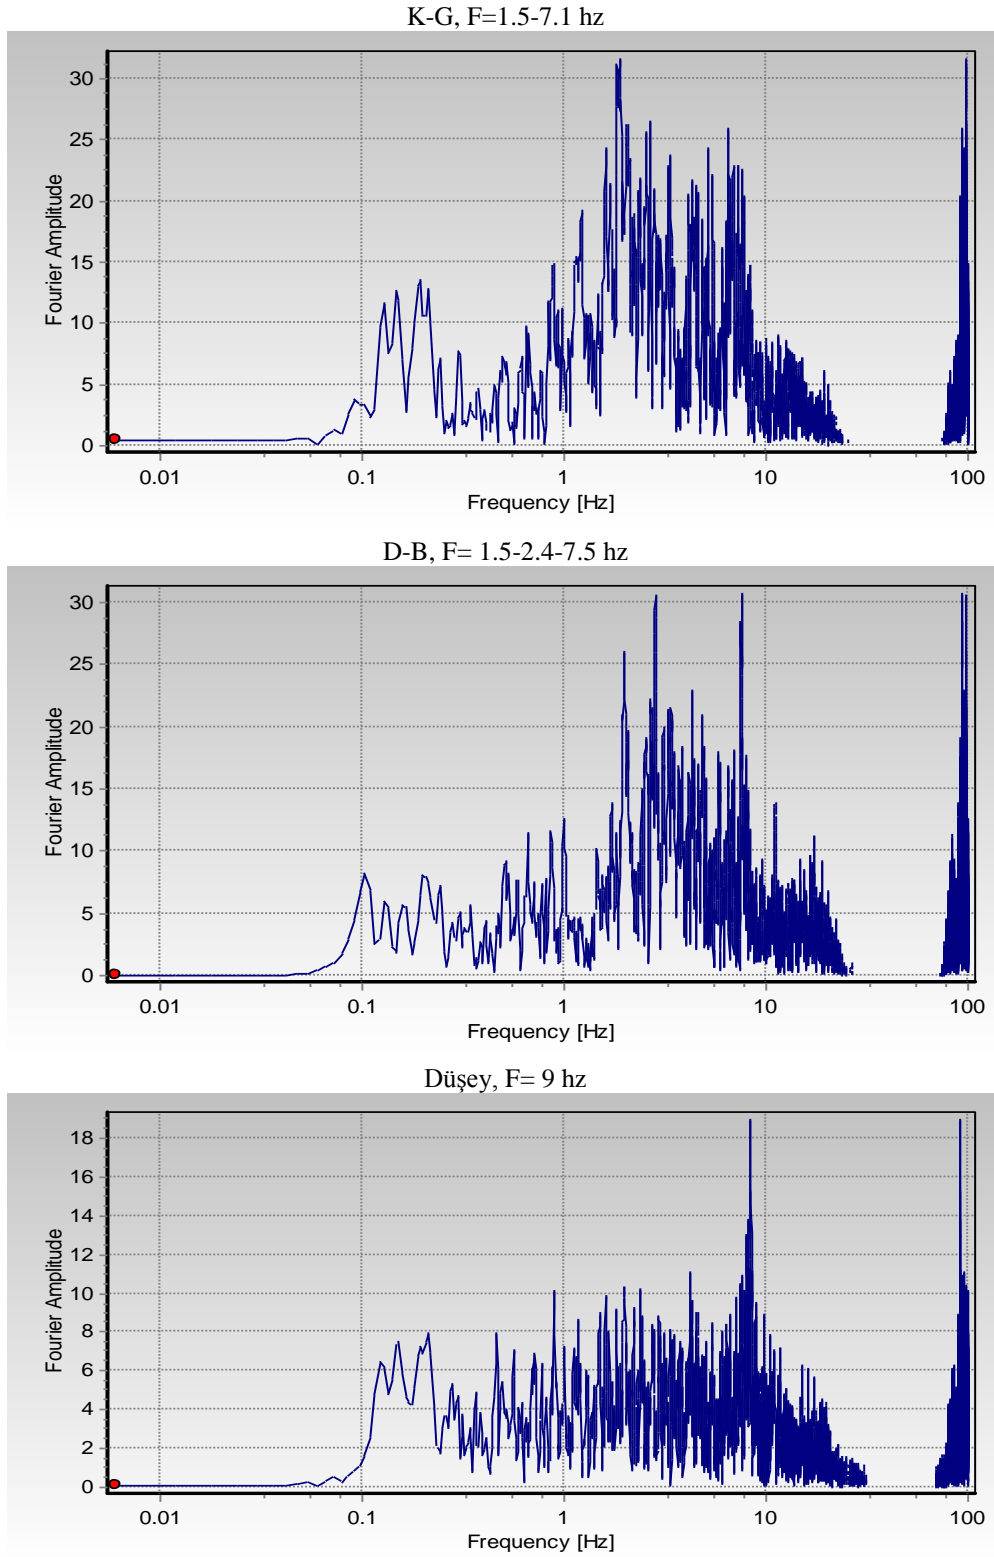 K-G, F=1.5-7.1 hz
30
25
20
15
10
5
0
Fourier Amplitude
0.01 0.1 1 10 100
Frequency [Hz]
D-B, F= 1.5-2.4-7.5 hz
30
25
20
15
10
5
0
Fourier Amplitude
0.01 0.1 1 10 100
Frequency [Hz]
Düşey, F= 9 hz
18
16
14
12
10
8
6
4
2
0
Fourier Amplitude
0.01 0.1 1 10 100
Frequency [Hz]